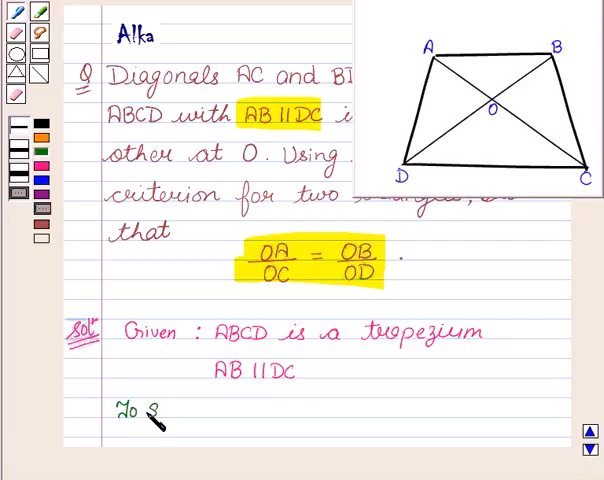 Alka
Q Diagonals AC and
ABCD with AB || DC
other at O. Using
criterion for two
that
OA/OC = OB/OD .
Solⁿ Given : ABCD is a trapezium
AB || DC
To S
A B
O
D C